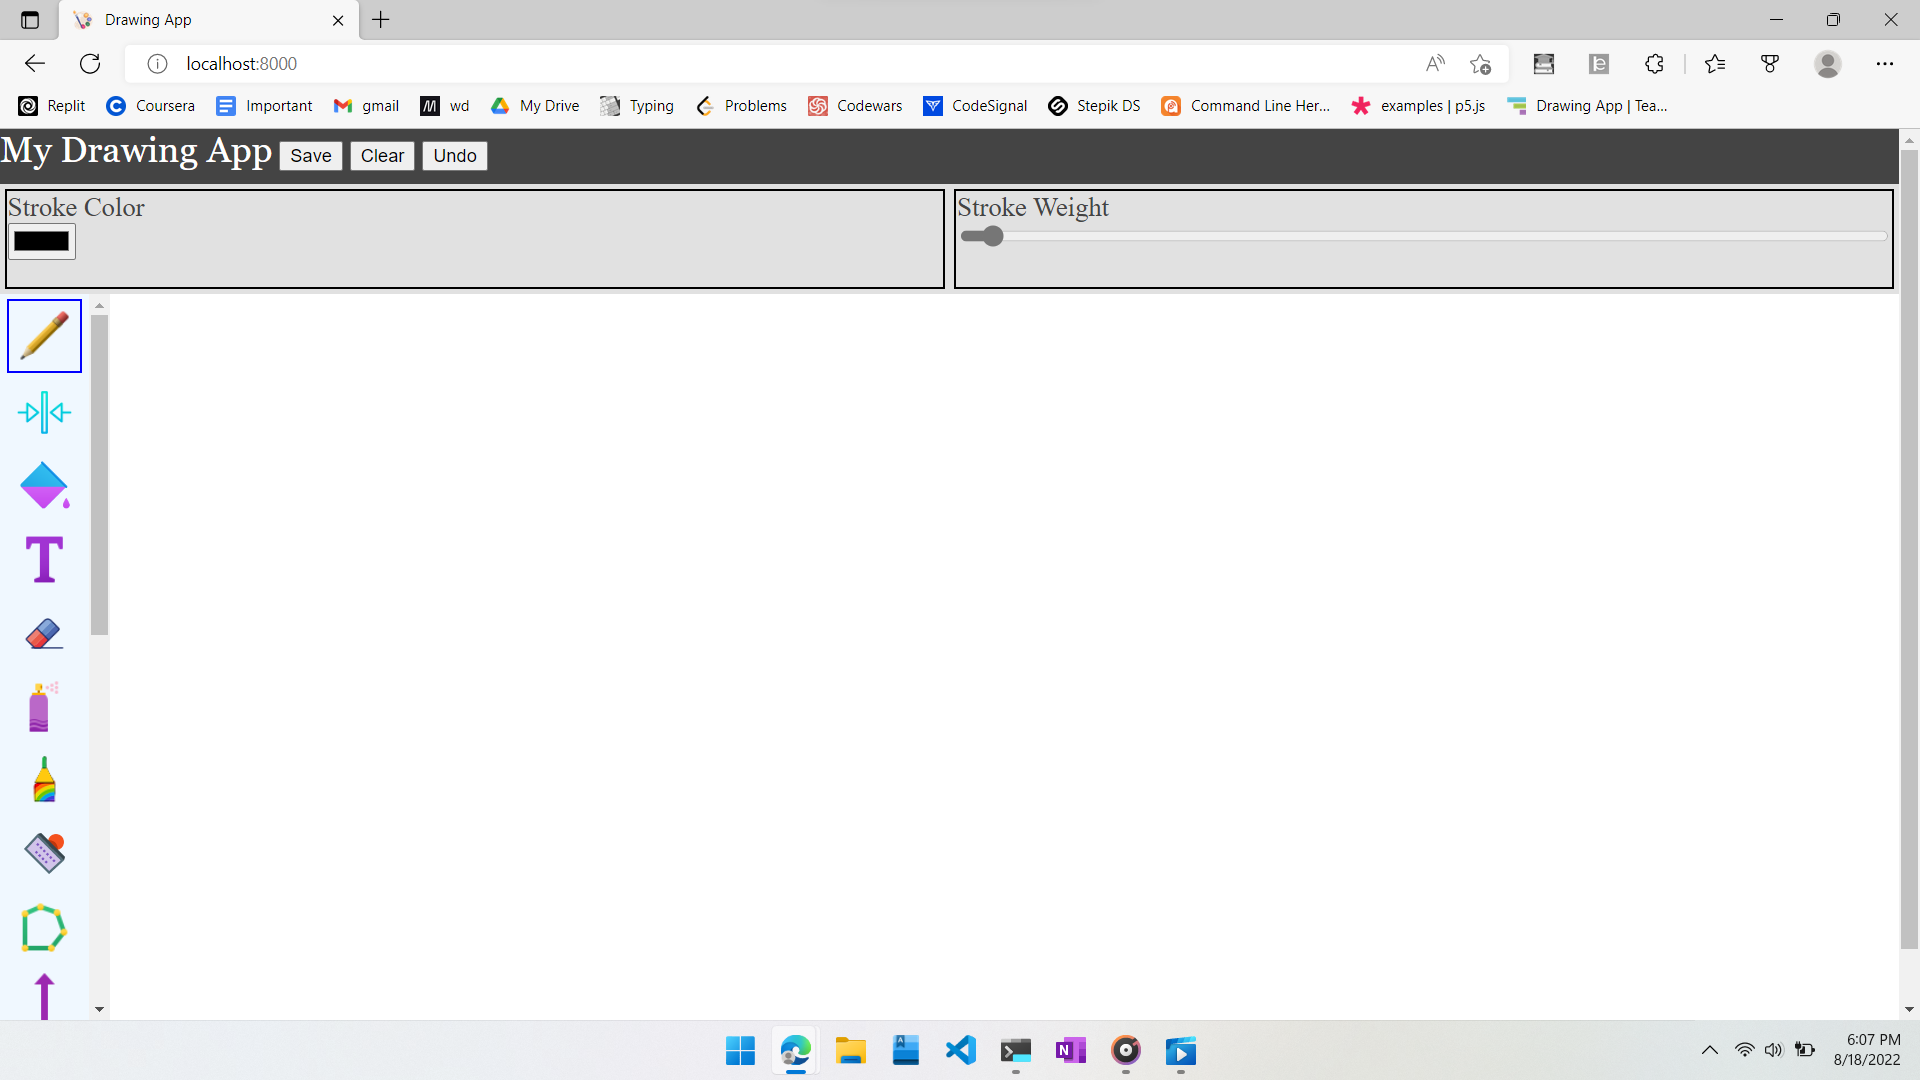 Drawing App
localhost:8000
Replit Coursera Important gmail wd My Drive Typing Problems Codewars CodeSignal Stepik DS Command Line Her... examples | p5.js Drawing App | Tea...
My Drawing App Save Clear Undo
Stroke Color Stroke Weight
T
6:07 PM
8/18/2022